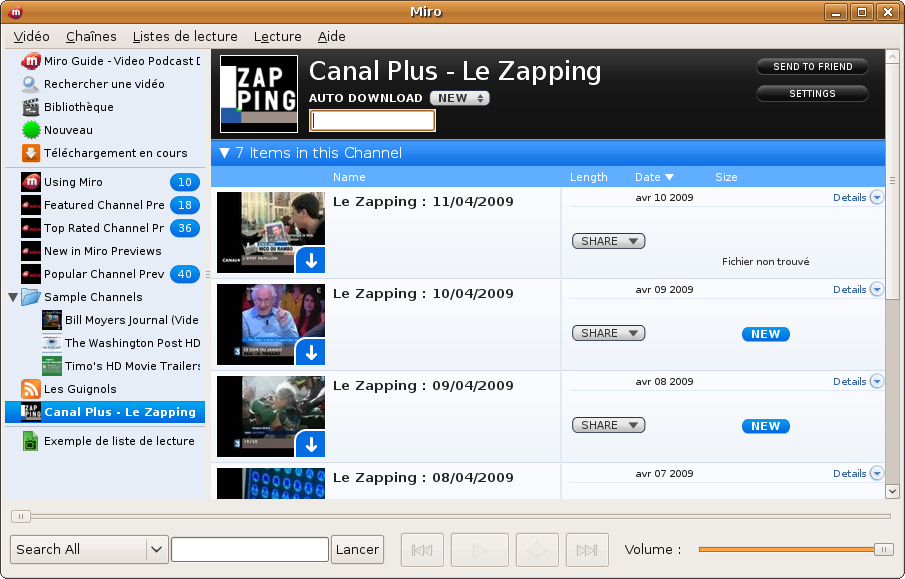 Miro
Vidéo Chaînes Listes de lecture Lecture Aide
Miro Guide - Video Podcast D
Rechercher une vidéo
Bibliothèque
Nouveau
Téléchargement en cours
Using Miro 10
Featured Channel Pre 18
Top Rated Channel Pr 36
New in Miro Previews
Popular Channel Prev 40
Sample Channels
Bill Moyers Journal (Vide
The Washington Post HD
Timo's HD Movie Trailers
Les Guignols
Canal Plus - Le Zapping
Exemple de liste de lecture
ZAP
PING
Canal Plus - Le Zapping
AUTO DOWNLOAD NEW
SEND TO FRIEND
SETTINGS
7 Items in this Channel
Name Length Date Size
Le Zapping : 11/04/2009 avr 10 2009 Details
SHARE
Fichier non trouvé
Le Zapping : 10/04/2009 avr 09 2009 Details
SHARE NEW
Le Zapping : 09/04/2009 avr 08 2009 Details
SHARE NEW
Le Zapping : 08/04/2009 avr 07 2009 Details
Search All Lancer Volume :